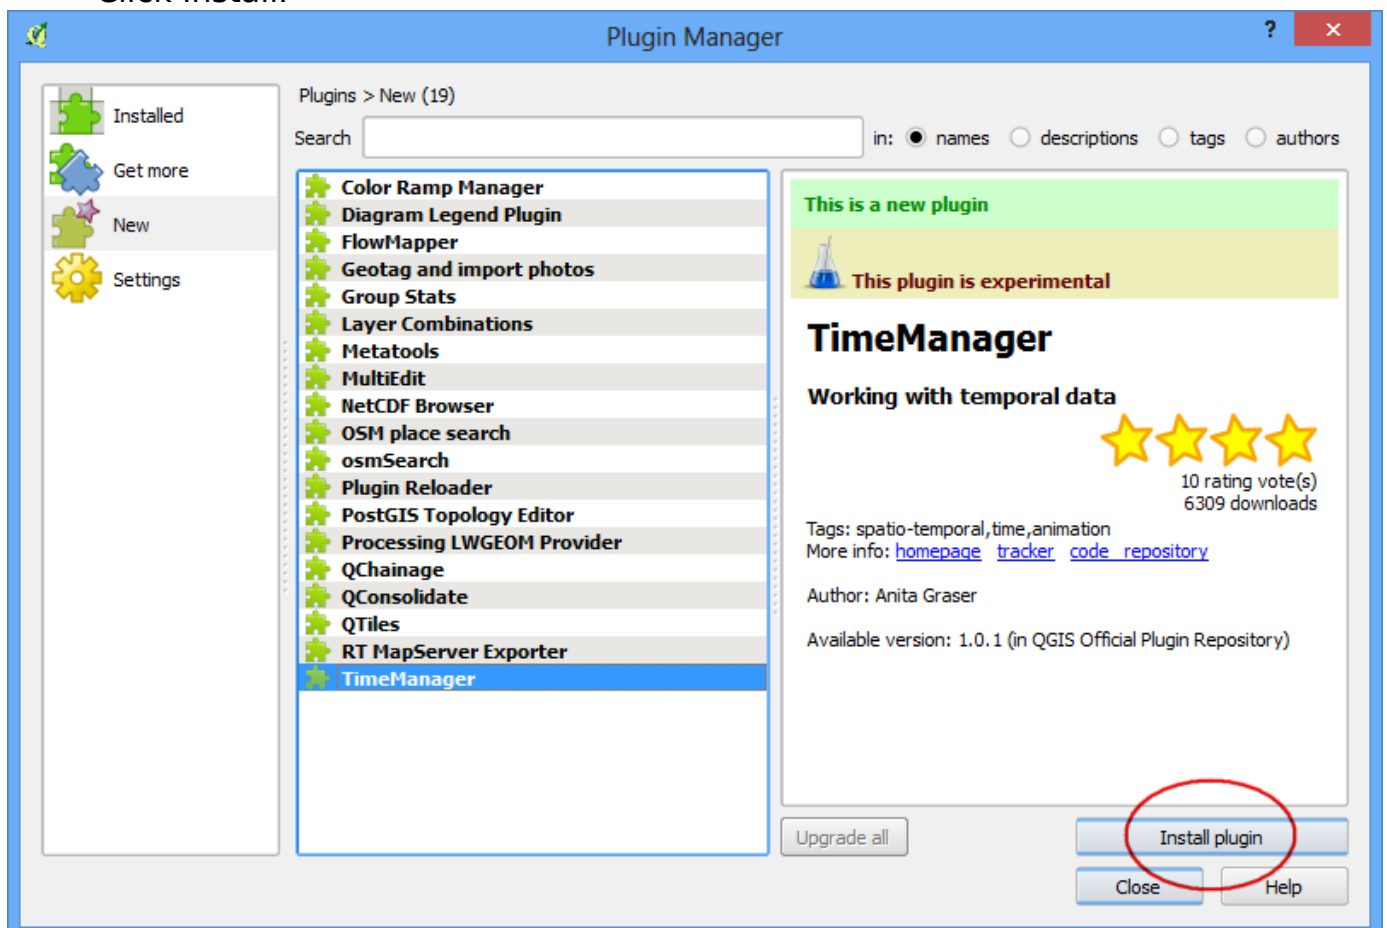 Click Install.
Plugin Manager
?
Installed
Get more
New
Settings
Plugins > New (19)
Search
in: names descriptions tags authors
Color Ramp Manager
Diagram Legend Plugin
FlowMapper
Geotag and import photos
Group Stats
Layer Combinations
Metatools
MultiEdit
NetCDF Browser
OSM place search
osmSearch
Plugin Reloader
PostGIS Topology Editor
Processing LWGEOM Provider
QChainage
QConsolidate
QTiles
RT MapServer Exporter
TimeManager
This is a new plugin
This plugin is experimental
TimeManager
Working with temporal data
10 rating vote(s)
6309 downloads
Tags: spatio-temporal,time,animation
More info: homepage tracker code repository
Author: Anita Graser
Available version: 1.0.1 (in QGIS Official Plugin Repository)
Upgrade all
Install plugin
Close
Help